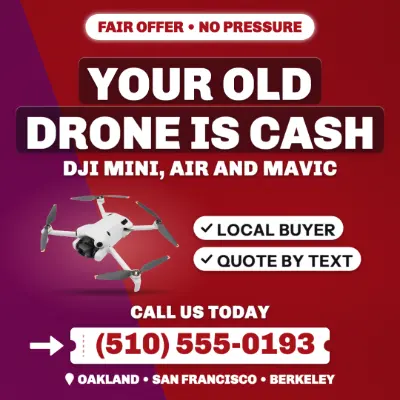 FAIR OFFER • NO PRESSURE
YOUR OLD
DRONE IS CASH
DJI MINI, AIR AND MAVIC
LOCAL BUYER
QUOTE BY TEXT
CALL US TODAY
(510) 555-0193
OAKLAND • SAN FRANCISCO • BERKELEY